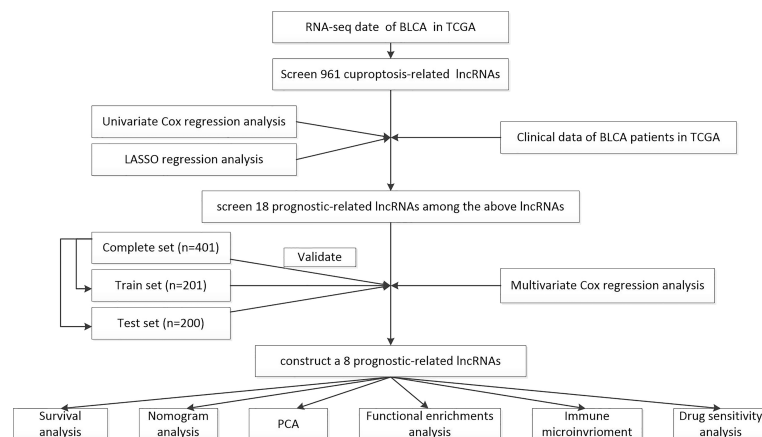 RNA-seq date of BLCA in TCGA
Screen 961 cuproptosis-related lncRNAs
Univariate Cox regression analysis
Clinical data of BLCA patients in TCGA
LASSO regression analysis
screen 18 prognostic-related lncRNAs among the above lncRNAs
Complete set (n=401)
Validate
Train set (n=201)
Multivariate Cox regression analysis
Test set (n=200)
construct a 8 prognostic-related lncRNAs
Survival
analysis
Nomogram
analysis
PCA
Functional enrichments
analysis
Immune
microinvrioment
Drug sensitivity
analysis